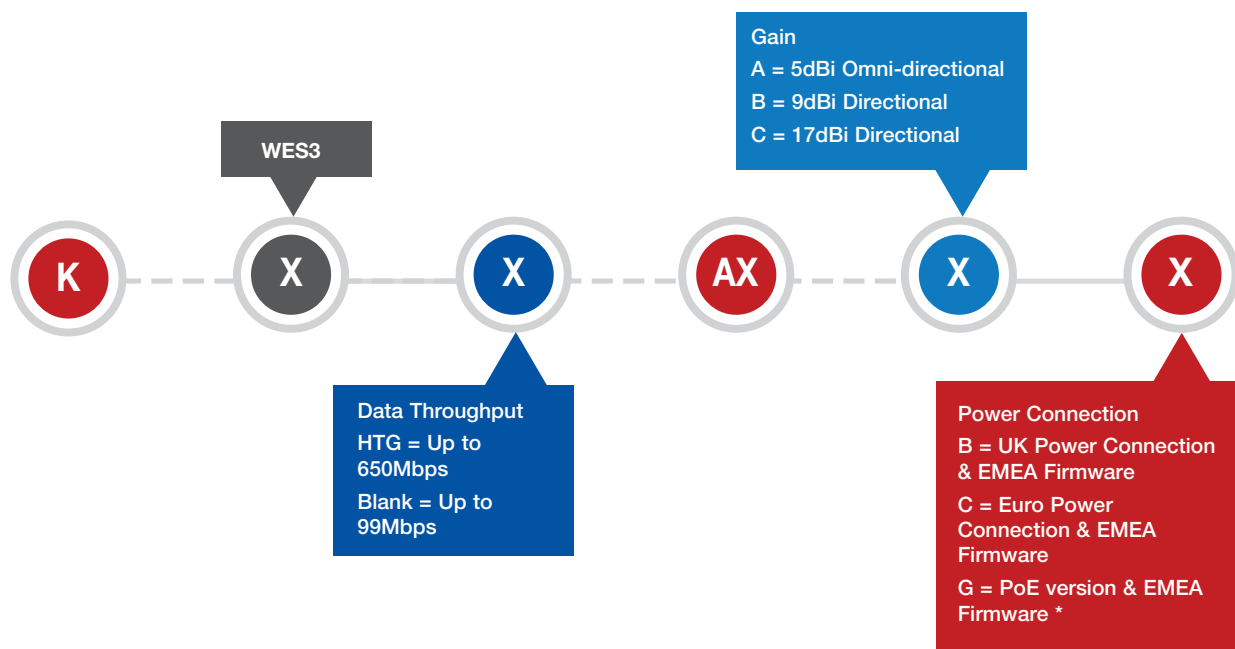 Gain
A = 5dBi Omni-directional
B = 9dBi Directional
C = 17dBi Directional
WES3
K
X
X
AX
X
X
Data Throughput
HTG = Up to
650Mbps
Blank = Up to
99Mbps
Power Connection
B = UK Power Connection
& EMEA Firmware
C = Euro Power
Connection & EMEA
Firmware
G = PoE version & EMEA
Firmware *